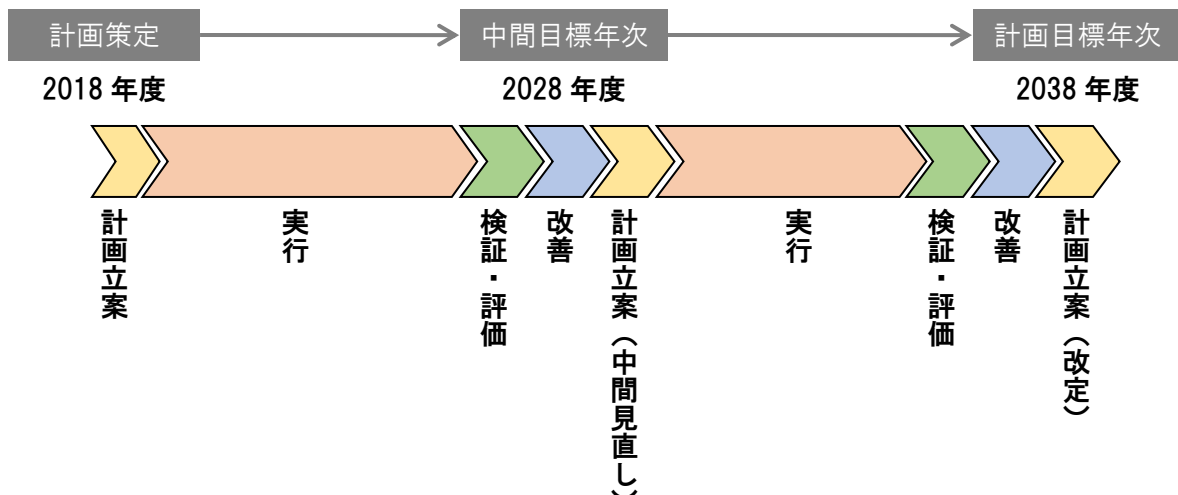 計画策定
中間目標年次
計画目標年次
2018 年度
2028 年度
2038 年度
計画立案
実行
検証・評価
改善
計画立案（中間見直し）
実行
検証・評価
改善
計画立案（改定）